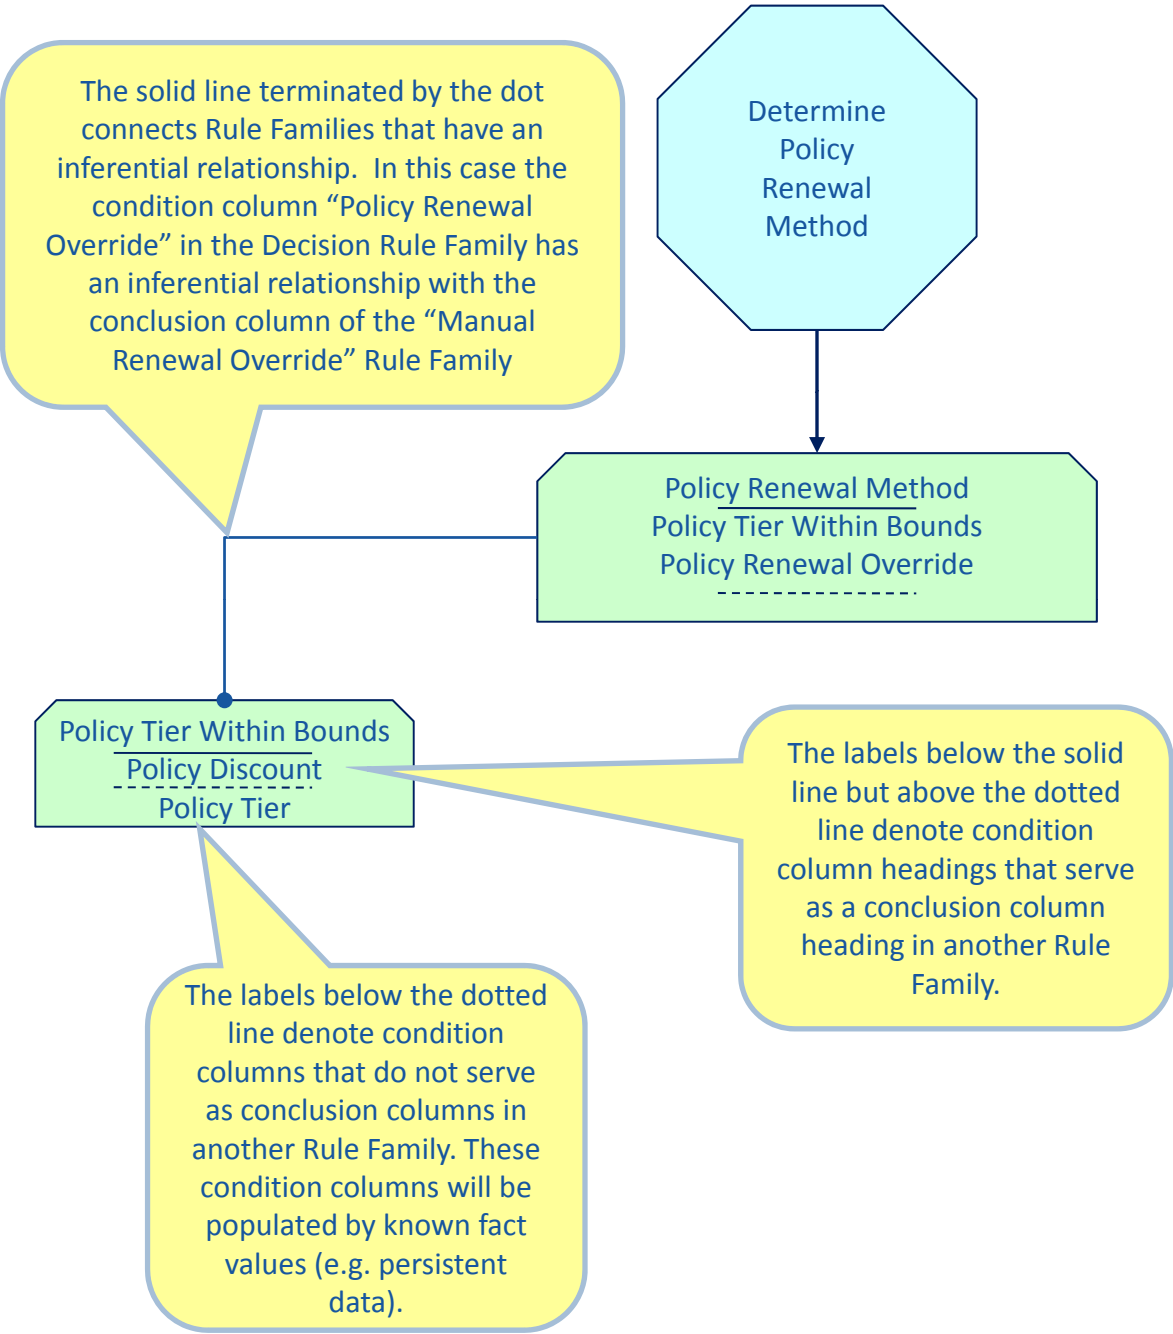 The solid line terminated by the dot
connects Rule Families that have an
inferential relationship.  In this case the
condition column “Policy Renewal
Override” in the Decision Rule Family has
an inferential relationship with the
conclusion column of the “Manual
Renewal Override” Rule Family
Determine
Policy
Renewal
Method
Policy Renewal Method
Policy Tier Within Bounds
Policy Renewal Override
Policy Tier Within Bounds
Policy Discount
Policy Tier
The labels below the solid
line but above the dotted
line denote condition
column headings that serve
as a conclusion column
heading in another Rule
Family.
The labels below the dotted
line denote condition
columns that do not serve
as conclusion columns in
another Rule Family. These
condition columns will be
populated by known fact
values (e.g. persistent
data).